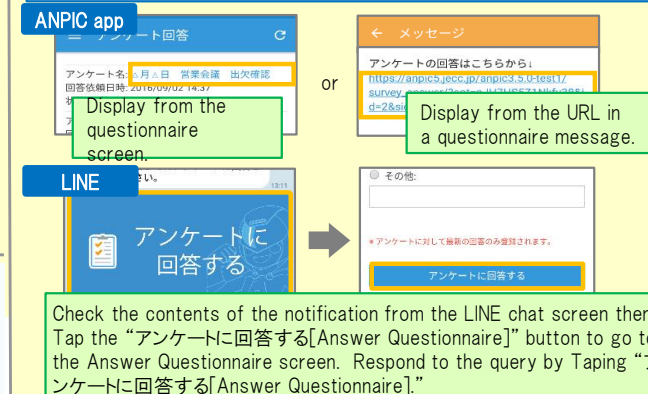 ANPIC app
アンケート回答
アンケート名:△月△日 営業会議 出欠確認
回答依頼日時: 2016/09/02 14:37
Display from the
questionnaire
screen.
or
← メッセージ
アンケートの回答はこちらから↓
https://anpic5.jecc.jp/anpic3.5.0-test1/
Display from the URL in
a questionnaire message.
LINE
さい。
13:11
アンケートに
回答する
その他:
* アンケートに対して最新の回答のみ登録されます。
アンケートに回答する
Check the contents of the notification from the LINE chat screen then
Tap the “アンケートに回答する[Answer Questionnaire]” button to go to
the Answer Questionnaire screen. Respond to the query by Taping “ア
ンケートに回答する[Answer Questionnaire].”